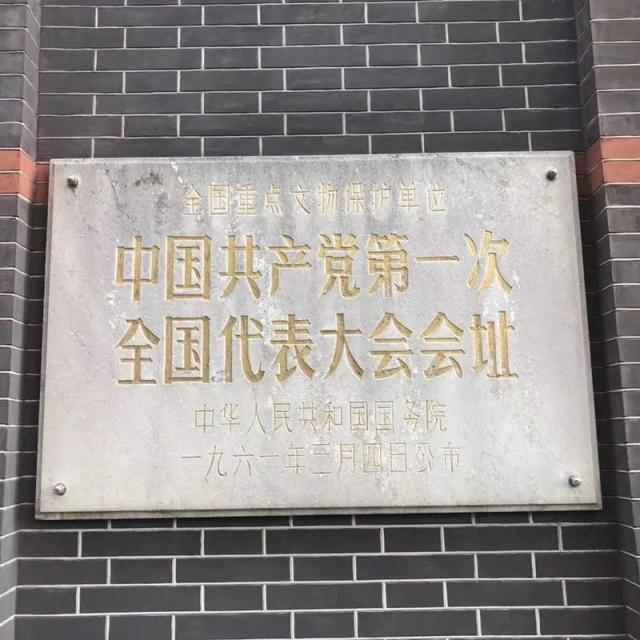 全国重点文物保护单位
中国共产党第一次
全国代表大会会址
中华人民共和国国务院
一九六一年三月四日公布